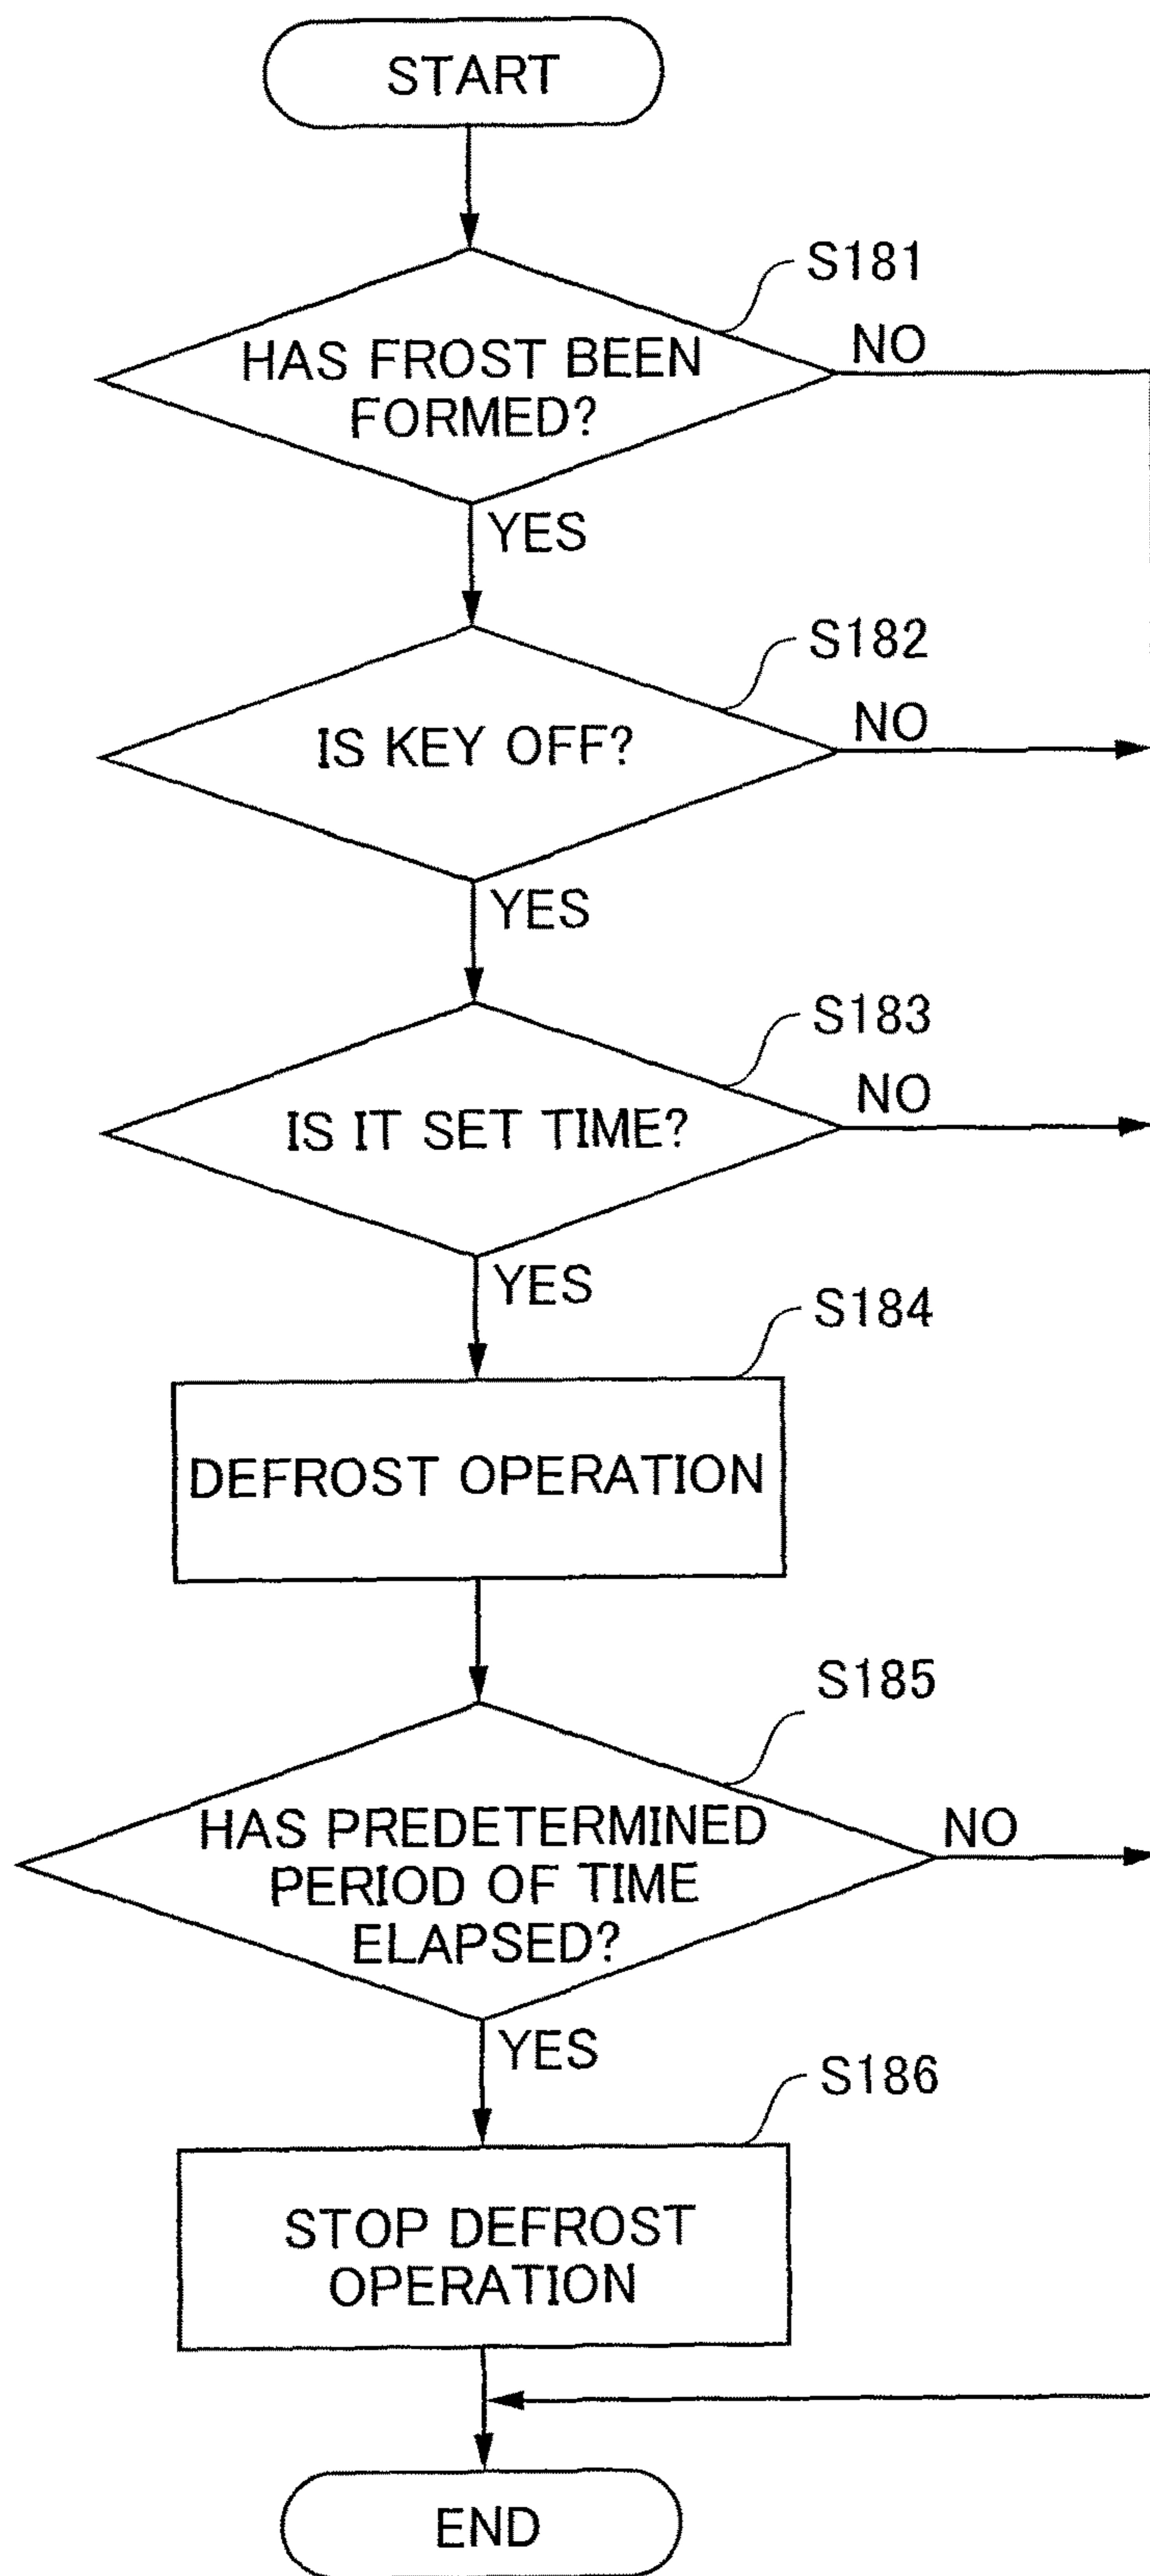 START
S181
HAS FROST BEEN
FORMED?
NO
YES
S182
IS KEY OFF?
NO
YES
S183
IS IT SET TIME?
NO
YES
S184
DEFROST OPERATION
S185
HAS PREDETERMINED
PERIOD OF TIME
ELAPSED?
NO
YES
S186
STOP DEFROST
OPERATION
END